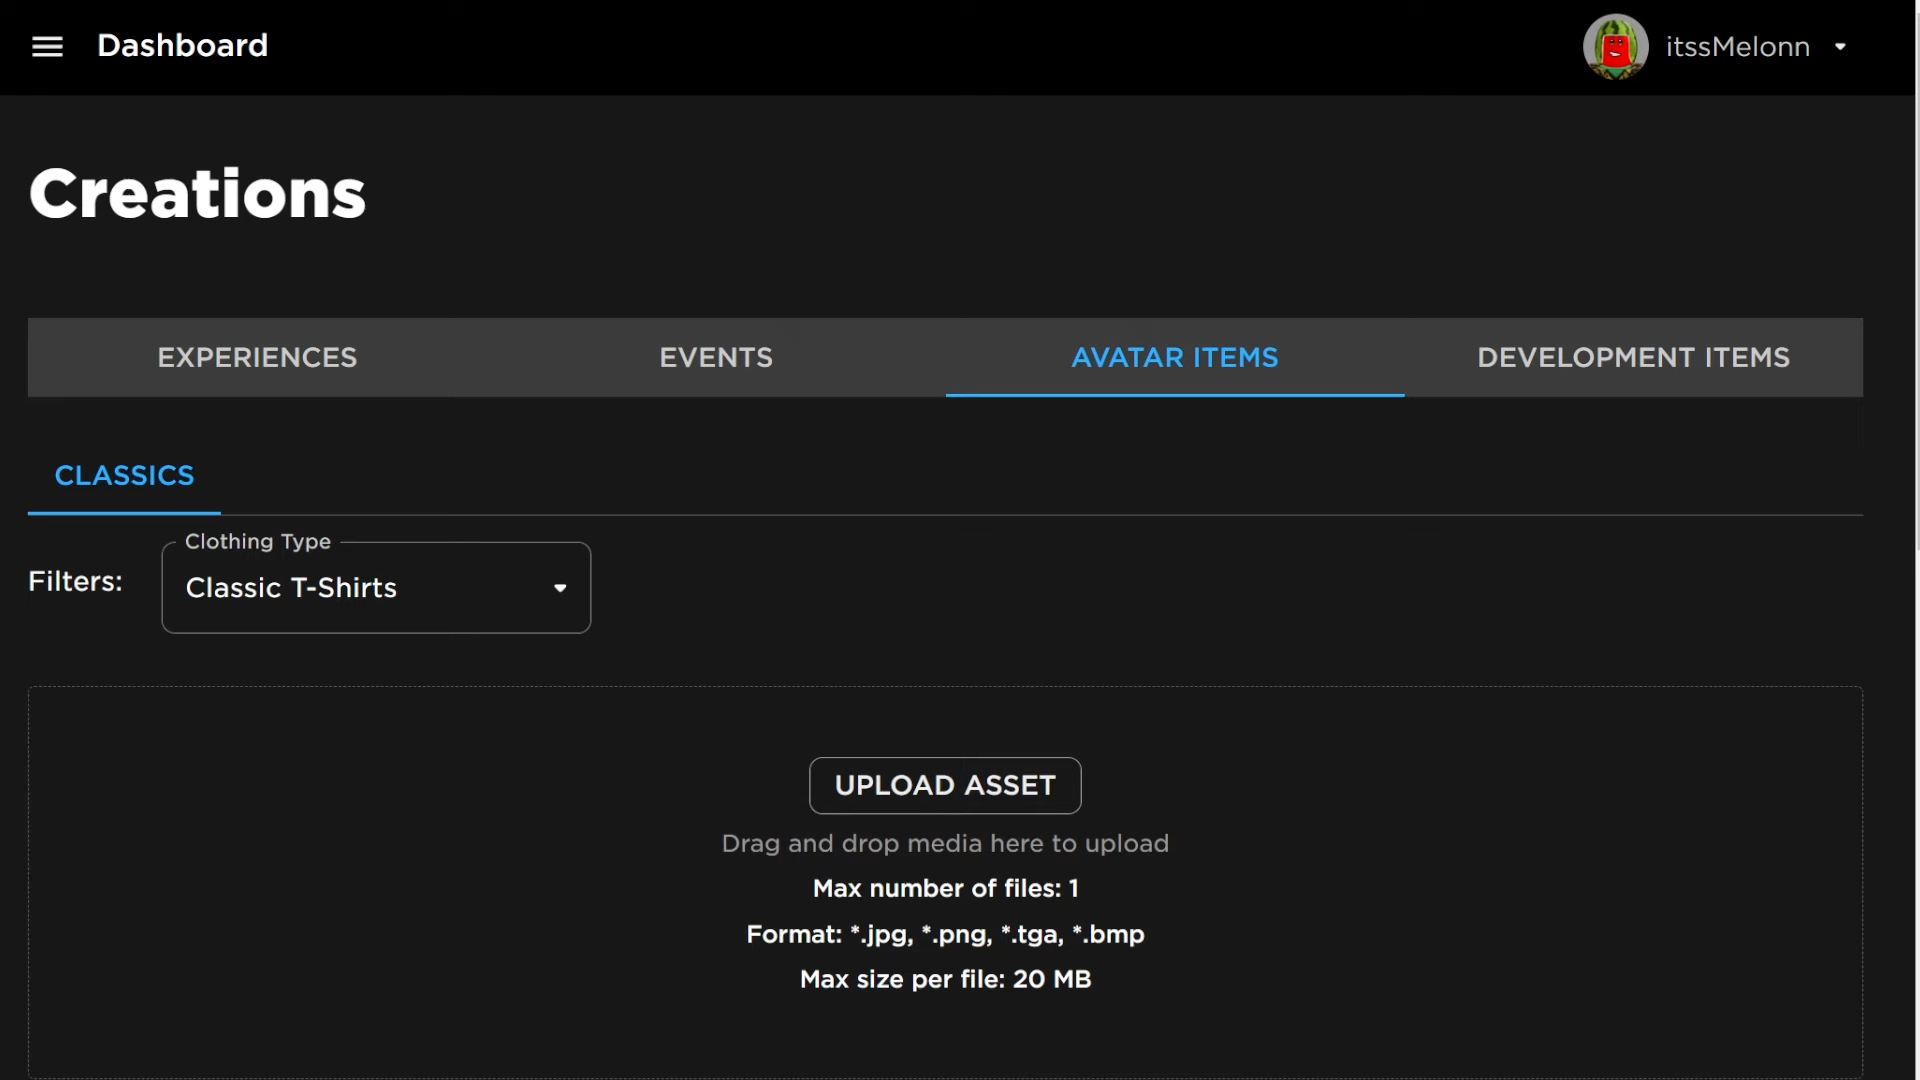 Dashboard
itssMelonn
Creations
EXPERIENCES
EVENTS
AVATAR ITEMS
DEVELOPMENT ITEMS
CLASSICS
Clothing Type
Filters:
Classic T-Shirts
UPLOAD ASSET
Drag and drop media here to upload
Max number of files: 1
Format: *.jpg, *.png, *.tga, *.bmp
Max size per file: 20 MB